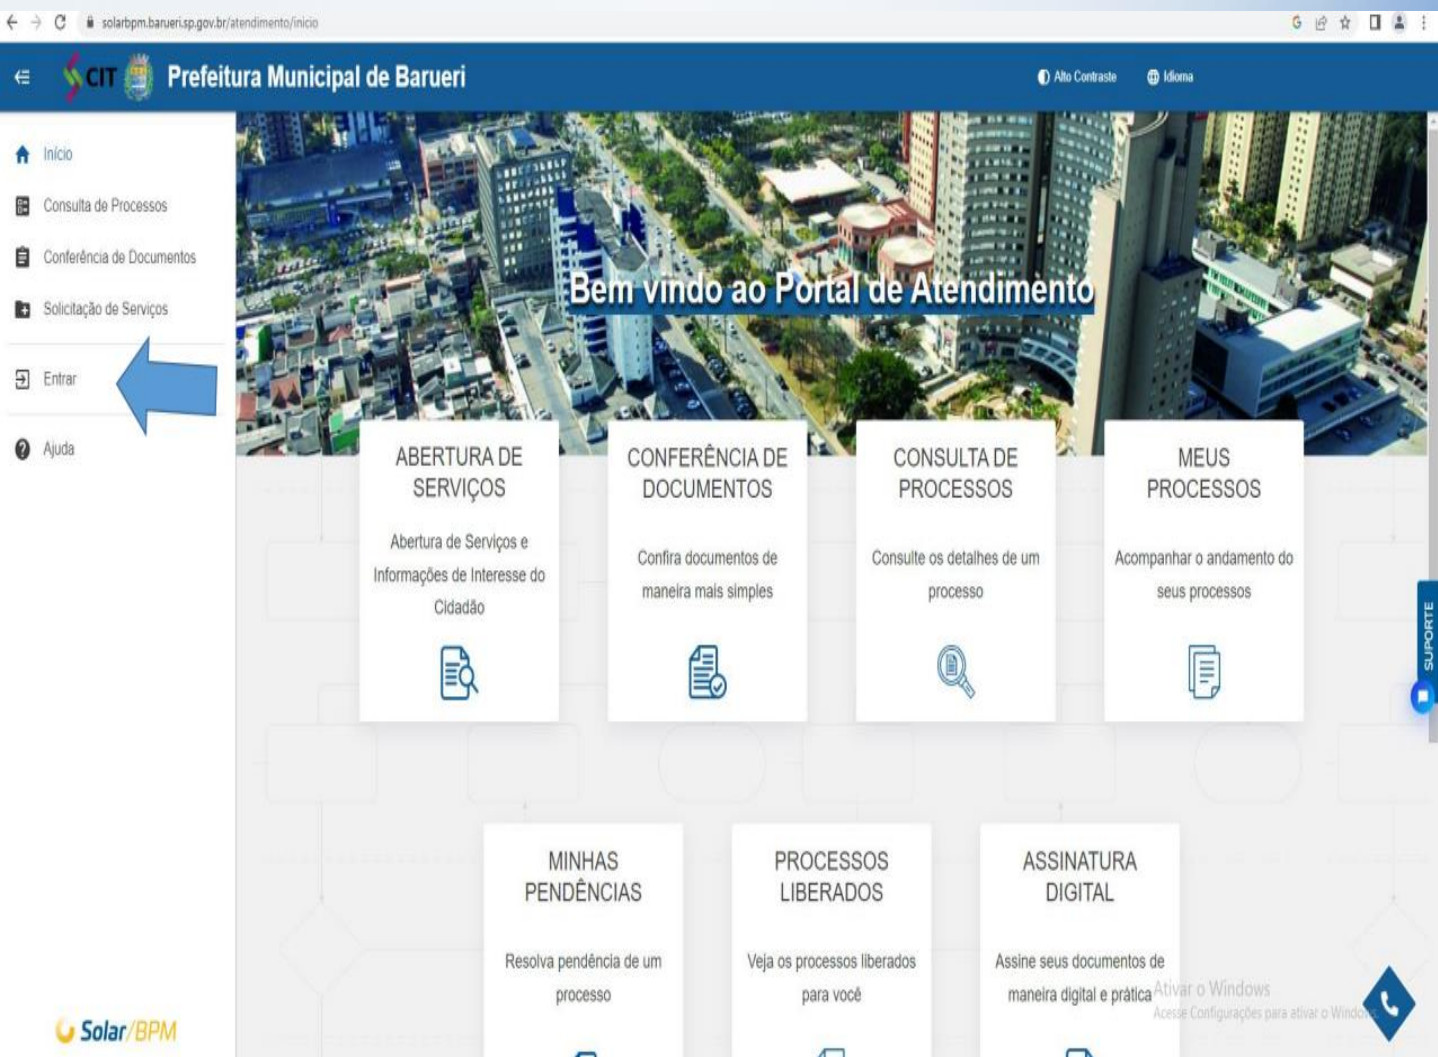 solarbpm.barueri.sp.gov.br/atendimento/inicio
CIT
Prefeitura Municipal de Barueri
Alto Contraste
Idioma
Início
Consulta de Processos
Conferência de Documentos
Solicitação de Serviços
Entrar
Ajuda
Bem vindo ao Portal de Atendimento
ABERTURA DE
SERVIÇOS
Abertura de Serviços e
Informações de Interesse do
Cidadão
CONFERÊNCIA DE
DOCUMENTOS
Confira documentos de
maneira mais simples
CONSULTA DE
PROCESSOS
Consulte os detalhes de um
processo
MEUS
PROCESSOS
Acompanhar o andamento do
seus processos
SUPORTE
MINHAS
PENDÊNCIAS
Resolva pendência de um
processo
PROCESSOS
LIBERADOS
Veja os processos liberados
para você
ASSINATURA
DIGITAL
Assine seus documentos de
maneira digital e prática
Ativar o Windows
Acesse Configurações para ativar o Windows.
Solar/BPM